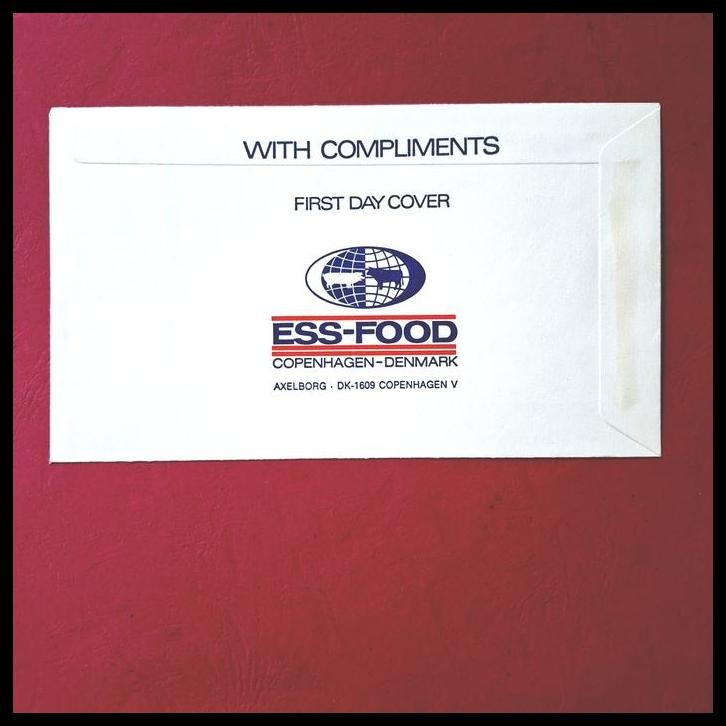 WITH COMPLIMENTS
FIRST DAY COVER
ESS-FOOD
COPENHAGEN-DENMARK
AXELBORG · DK-1609 COPENHAGEN V